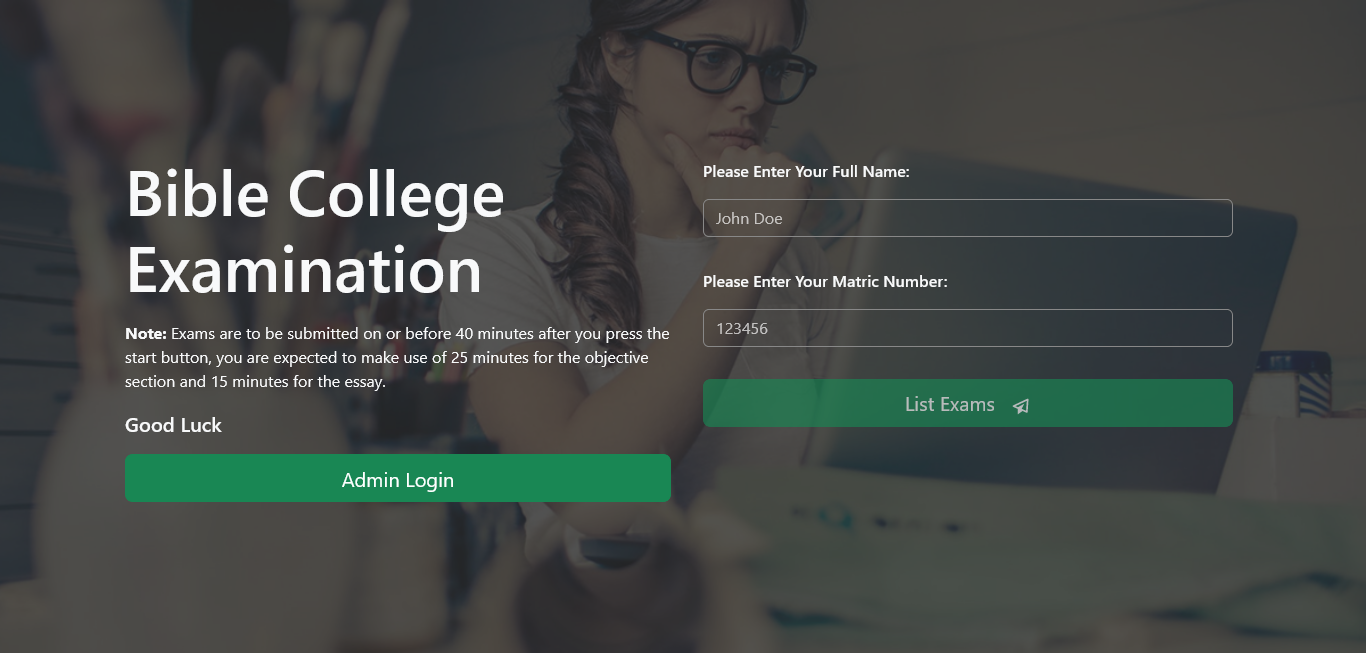 Bible College
Examination
Note: Exams are to be submitted on or before 40 minutes after you press the
start button, you are expected to make use of 25 minutes for the objective
section and 15 minutes for the essay.
Good Luck
Admin Login
Please Enter Your Full Name:
John Doe
Please Enter Your Matric Number:
123456
List Exams